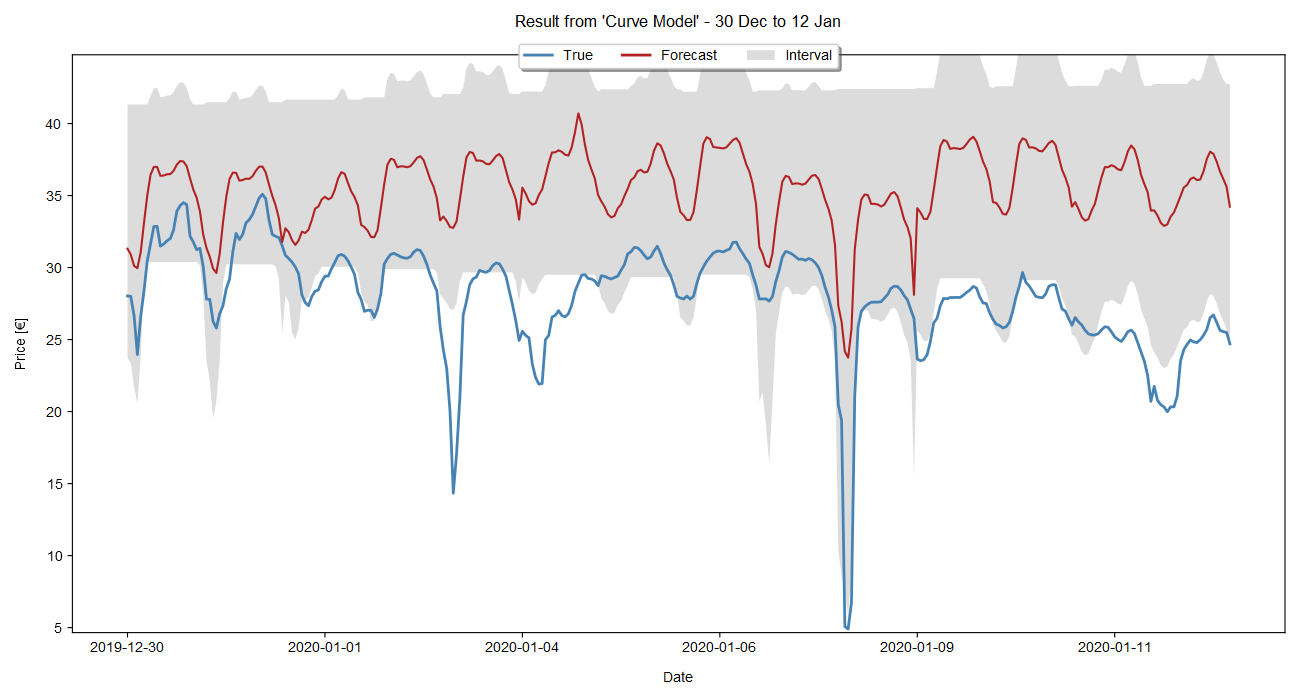 Result from 'Curve Model' - 30 Dec to 12 Jan
True Forecast Interval
40
35
30
25
20
15
10
5
Price [€]
2019-12-30 2020-01-01 2020-01-04 2020-01-06 2020-01-09 2020-01-11
Date